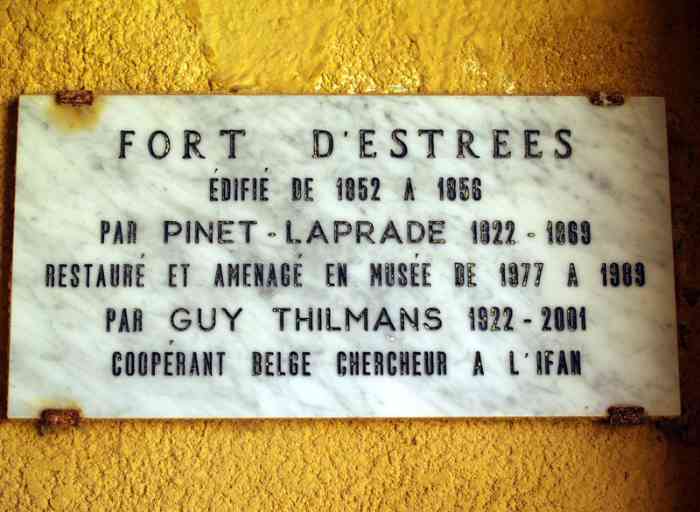 FORT D'ESTREES
ÉDIFIÉ DE 1852 A 1856
PAR PINET-LAPRADE 1822-1869
RESTAURÉ ET AMENAGÉ EN MUSÉE DE 1977 A 1989
PAR GUY THILMANS 1922-2001
COOPÉRANT BELGE CHERCHEUR A L'IFAN